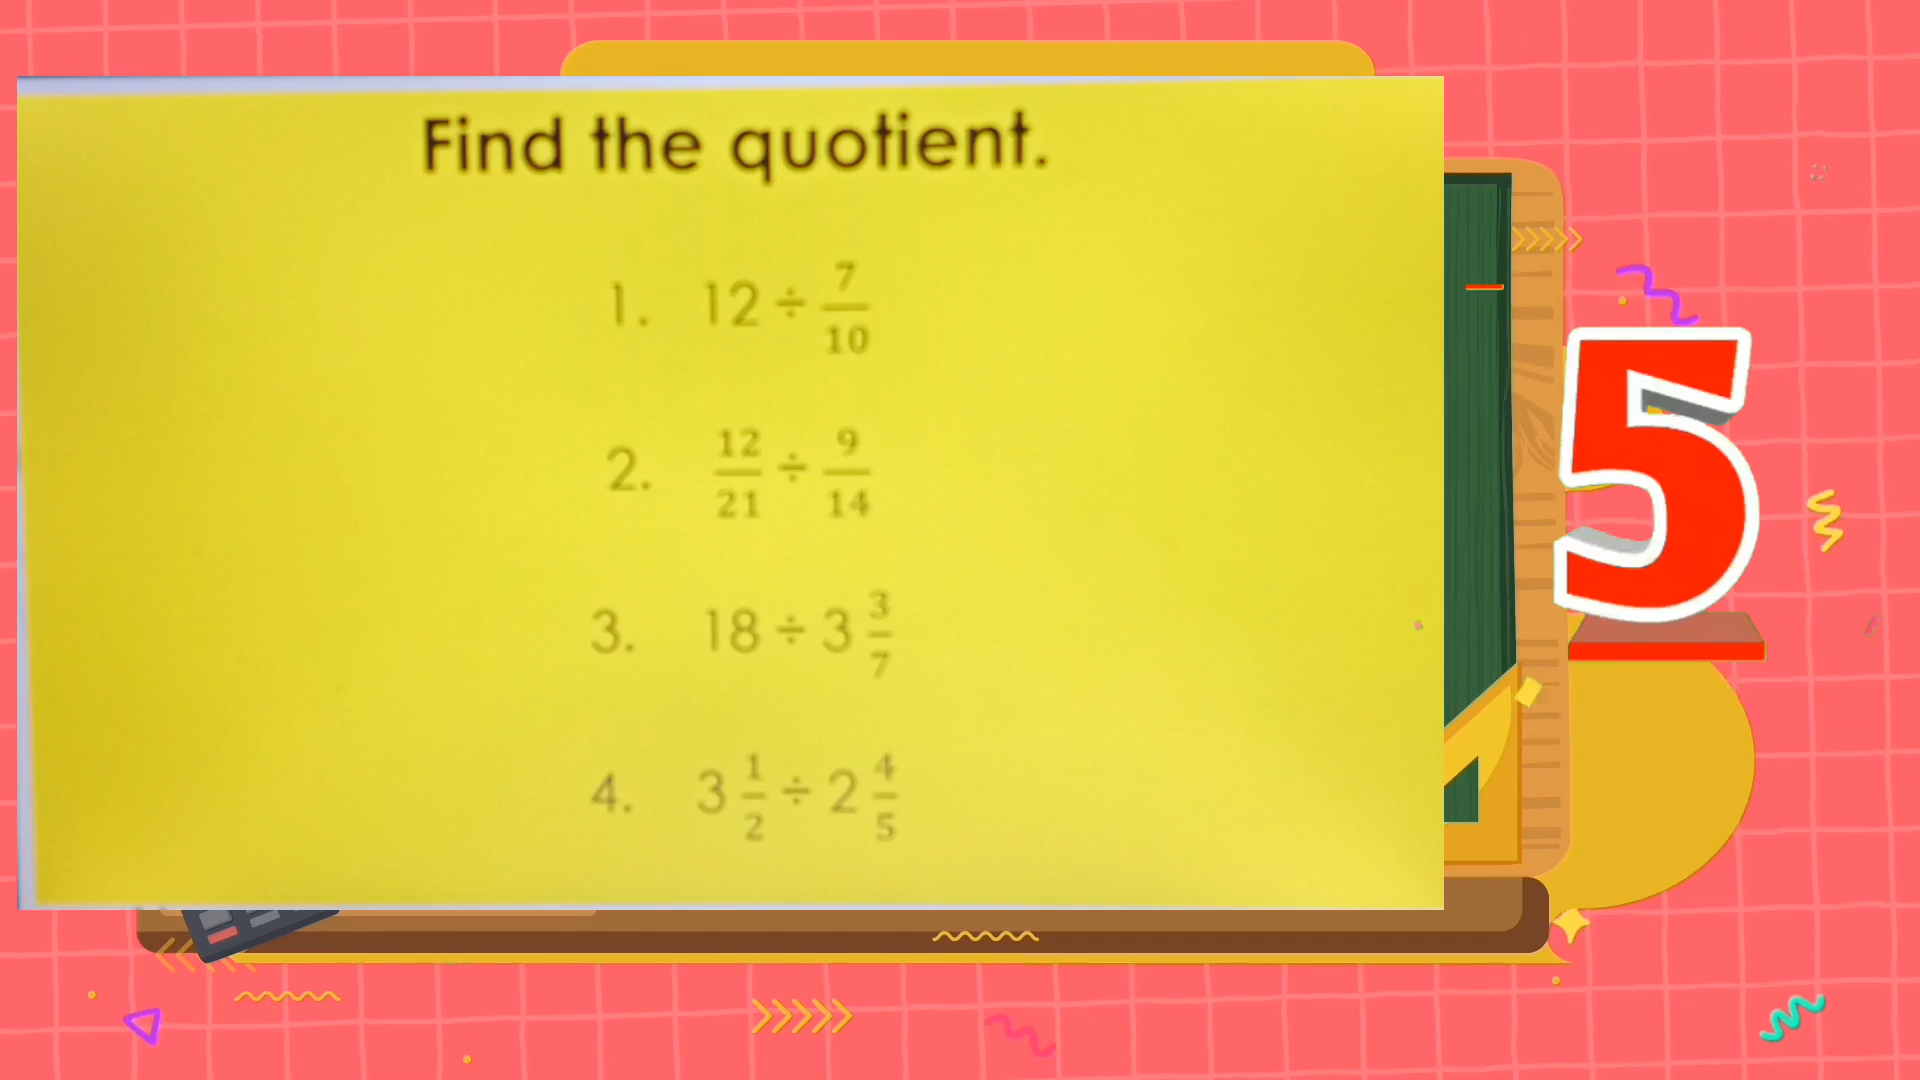 Find the quotient.
1. 12 ÷ 7/10
2. 12/21 ÷ 9/14
3. 18 ÷ 3 3/7
4. 3 1/2 ÷ 2 4/5
5